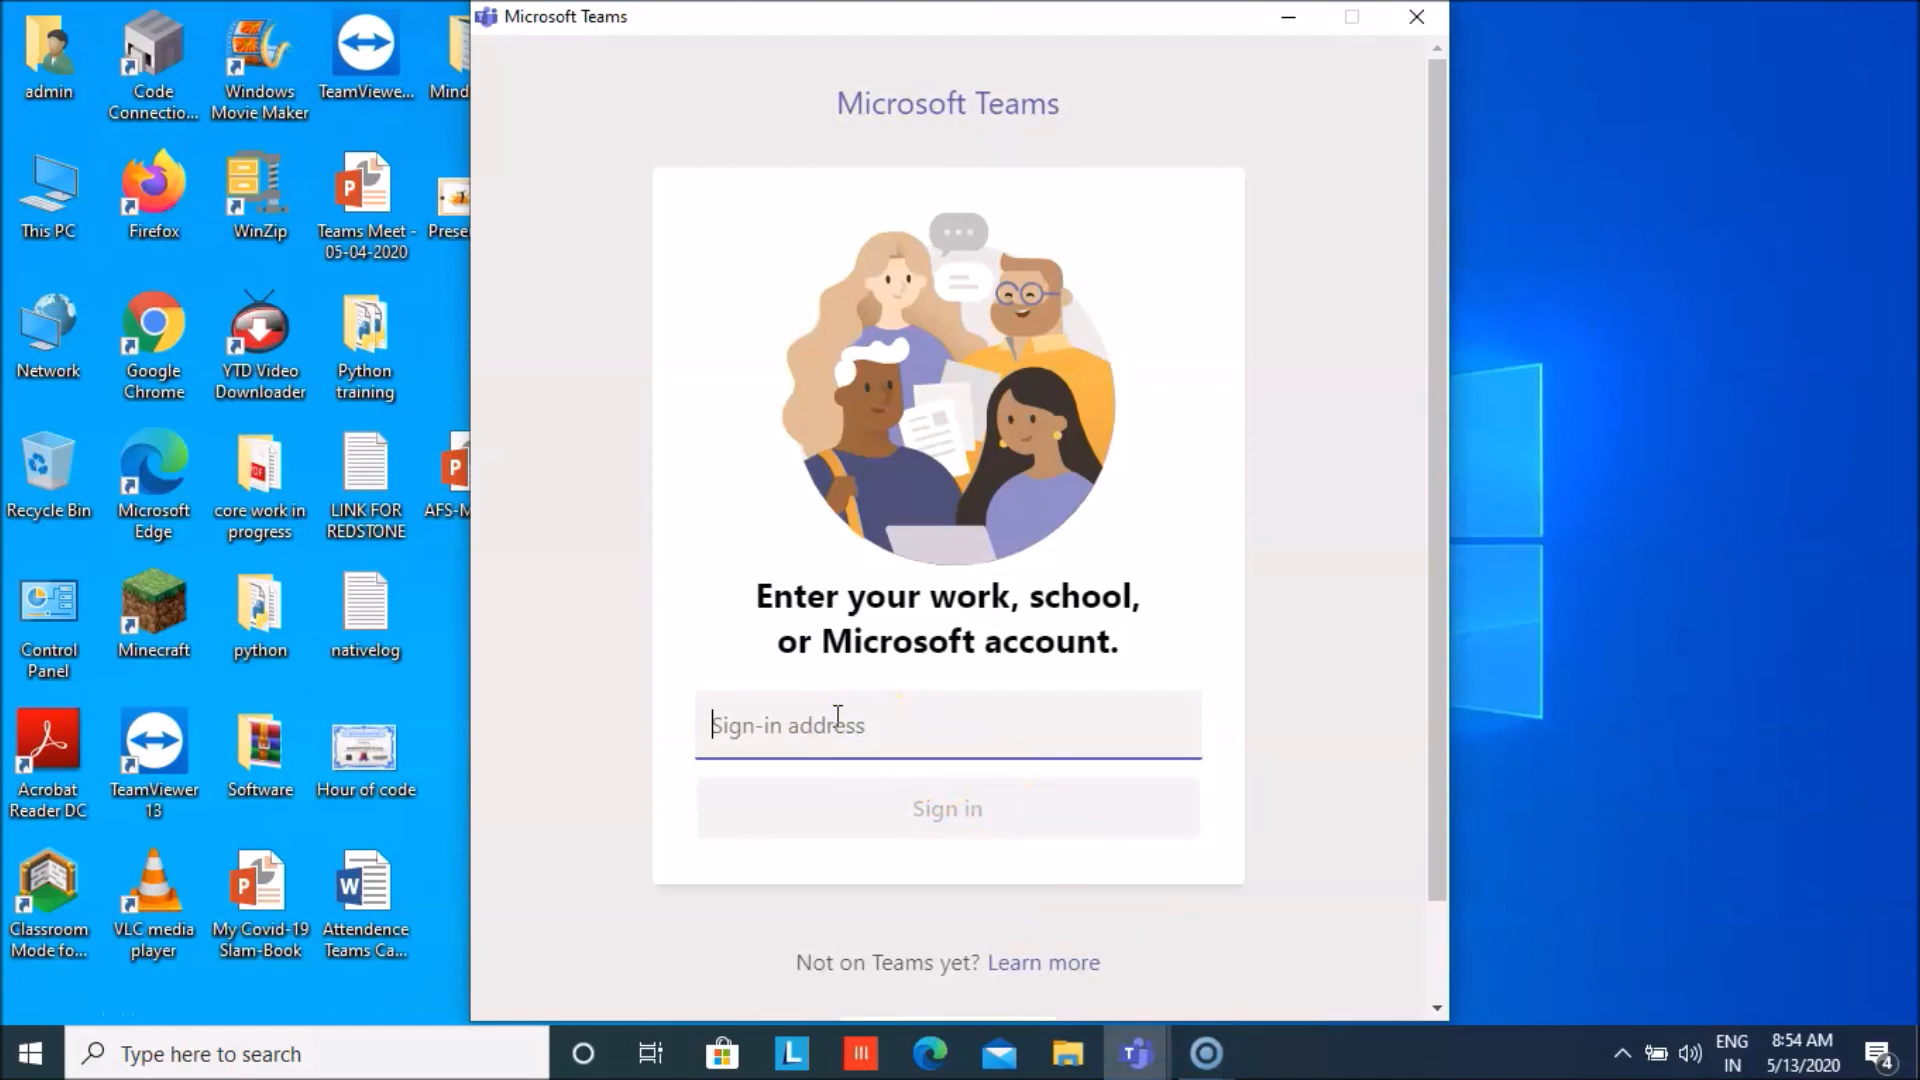 Microsoft Teams
Microsoft Teams
Enter your work, school,
or Microsoft account.
Sign-in address
Sign in
Not on Teams yet? Learn more
admin
Code
Connectio...
Windows
Movie Maker
TeamViewe...
Mind
This PC
Firefox
WinZip
Teams Meet -
05-04-2020
Prese
Network
Google
Chrome
YTD Video
Downloader
Python
training
Recycle Bin
Microsoft
Edge
core work in
progress
LINK FOR
REDSTONE
AFS-M
Control
Panel
Minecraft
python
nativelog
Acrobat
Reader DC
TeamViewer
13
Software
Hour of code
Classroom
Mode fo...
VLC media
player
My Covid-19
Slam-Book
Attendence
Teams Ca...
Type here to search
ENG
IN
8:54 AM
5/13/2020
4